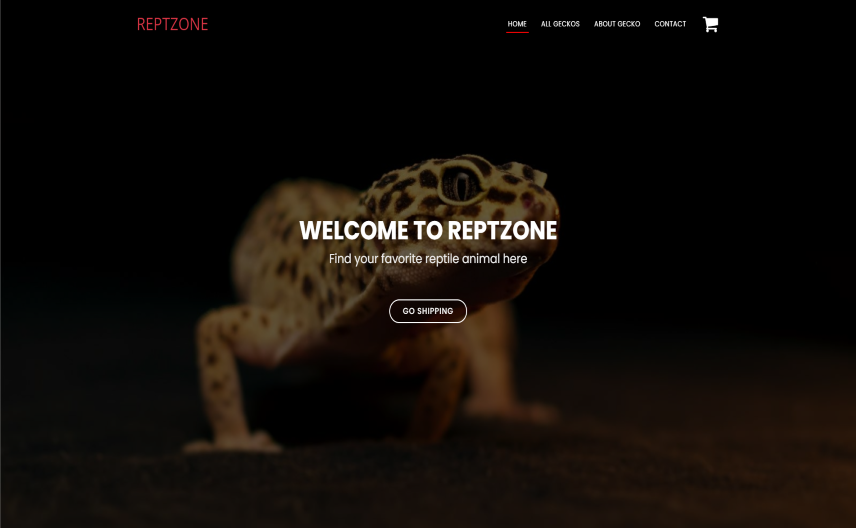 REPTZONE
HOME ALL GECKOS ABOUT GECKO CONTACT
WELCOME TO REPTZONE
Find your favorite reptile animal here
GO SHIPPING